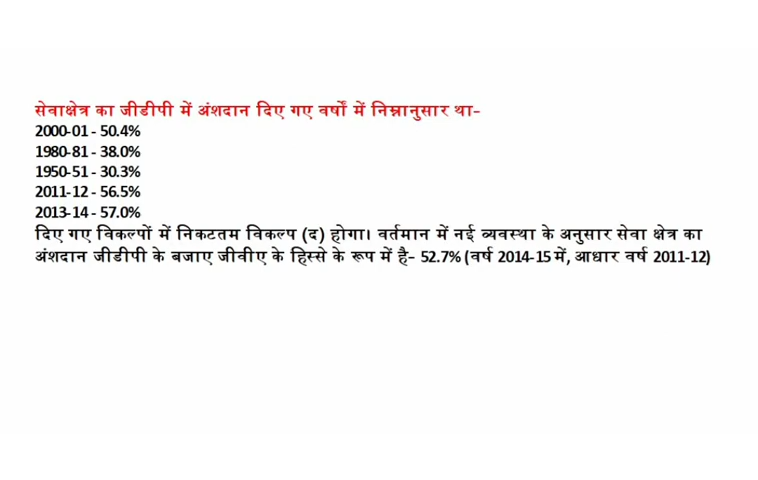 सेवाक्षेत्र का जीडीपी में अंशदान दिए गए वर्षों में निम्नानुसार था-
2000-01 - 50.4%
1980-81 - 38.0%
1950-51 - 30.3%
2011-12 - 56.5%
2013-14 - 57.0%
दिए गए विकल्पों में निकटतम विकल्प (द) होगा। वर्तमान में नई व्यवस्था के अनुसार सेवा क्षेत्र का
अंशदान जीडीपी के बजाए जीवीए के हिस्से के रूप में है- 52.7% (वर्ष 2014-15 में, आधार वर्ष 2011-12)